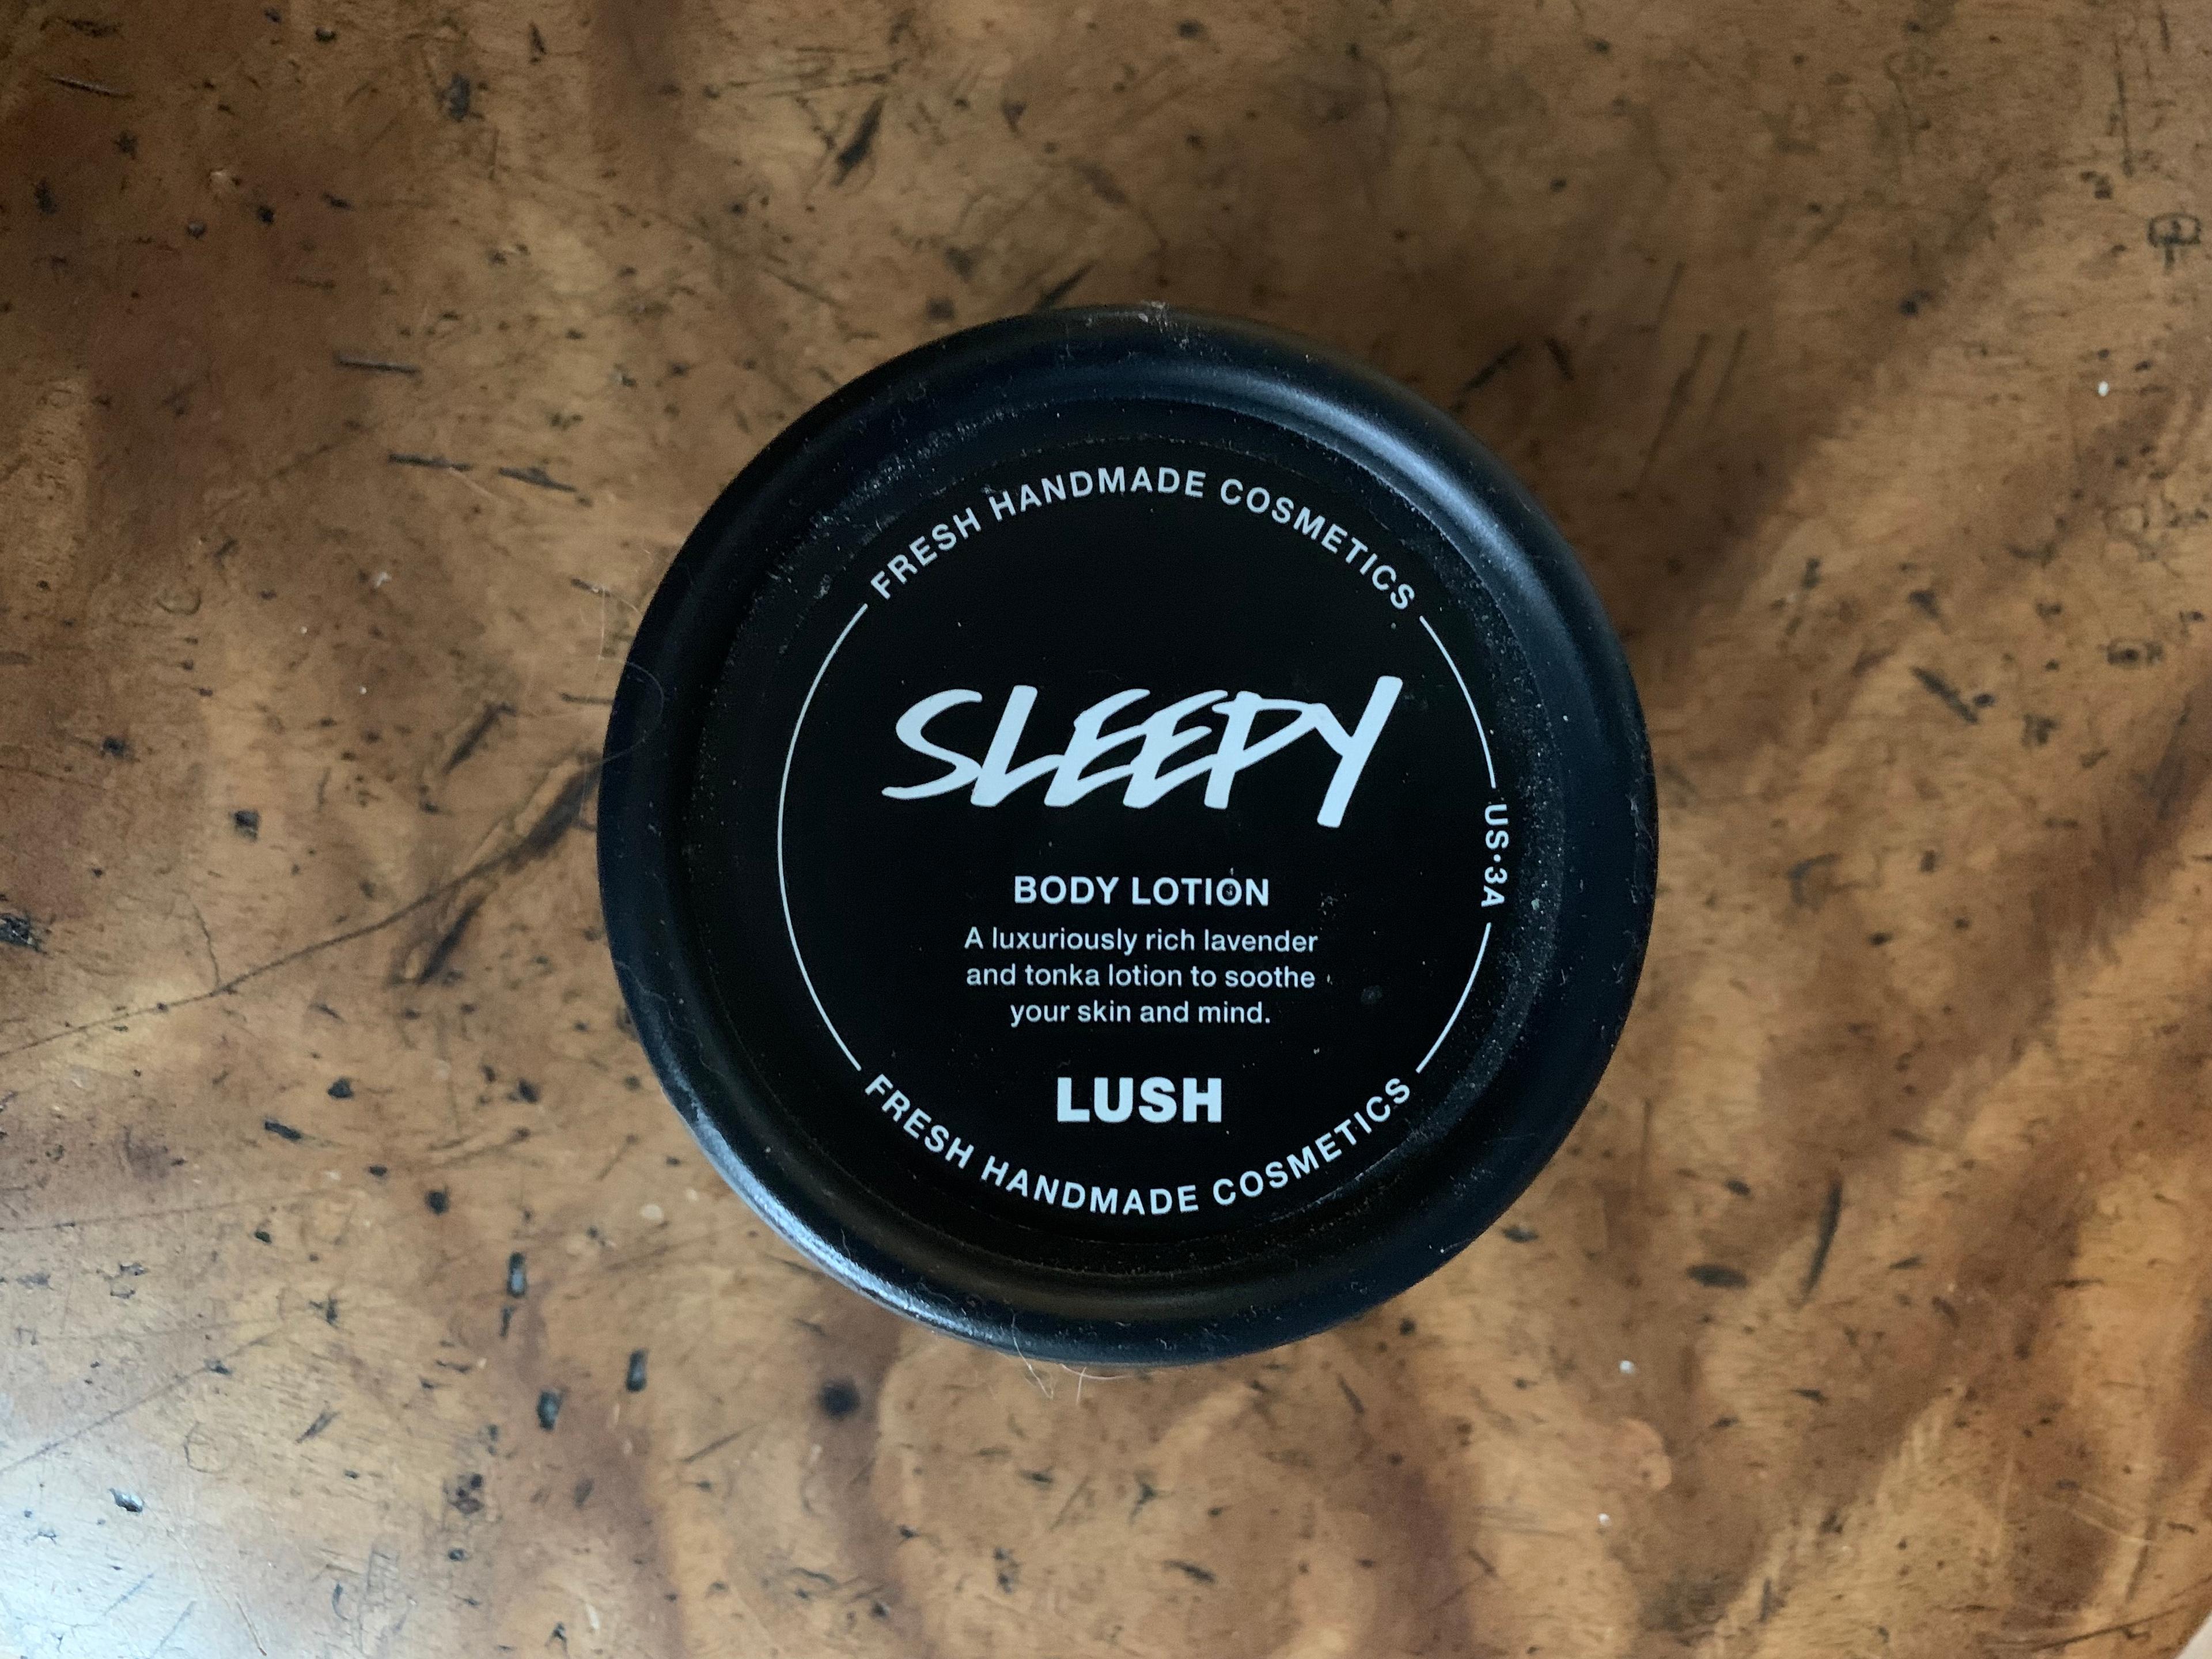 FRESH HANDMADE COSMETICS
SLEEPY
US·3A
BODY LOTION
A luxuriously rich lavender
and tonka lotion to soothe
your skin and mind.
LUSH
FRESH HANDMADE COSMETICS